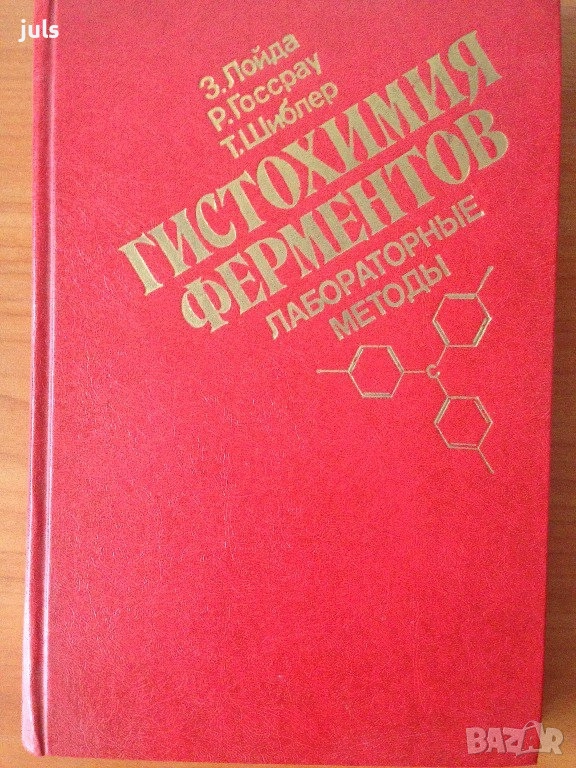 juls
З. Лойда
Р. Госсрау
Т. Шиблер
ГИСТОХИМИЯ
ФЕРМЕНТОВ
ЛАБОРАТОРНЫЕ
МЕТОДЫ
C
BAZAR